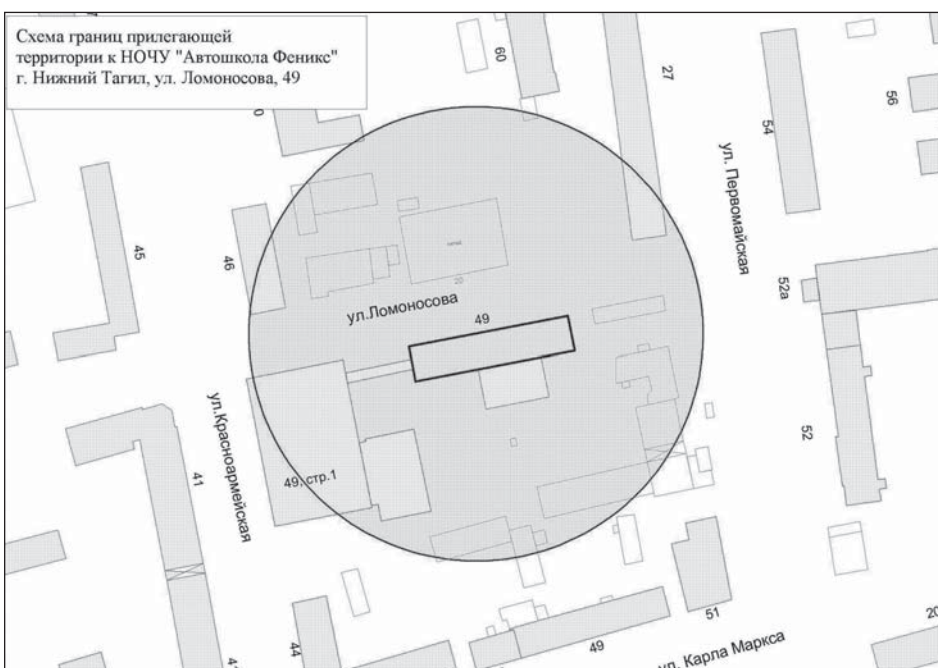 Схема границ прилегающей
территории к НОЧУ "Автошкола Феникс"
г. Нижний Тагил, ул. Ломоносова, 49
60
27
54
56
ул. Первомайская
45
46
20
52а
ул.Ломоносова
49
ул.Красноармейская
41
49, стр.1
52
51
44
49
ул. Карла Маркса
20